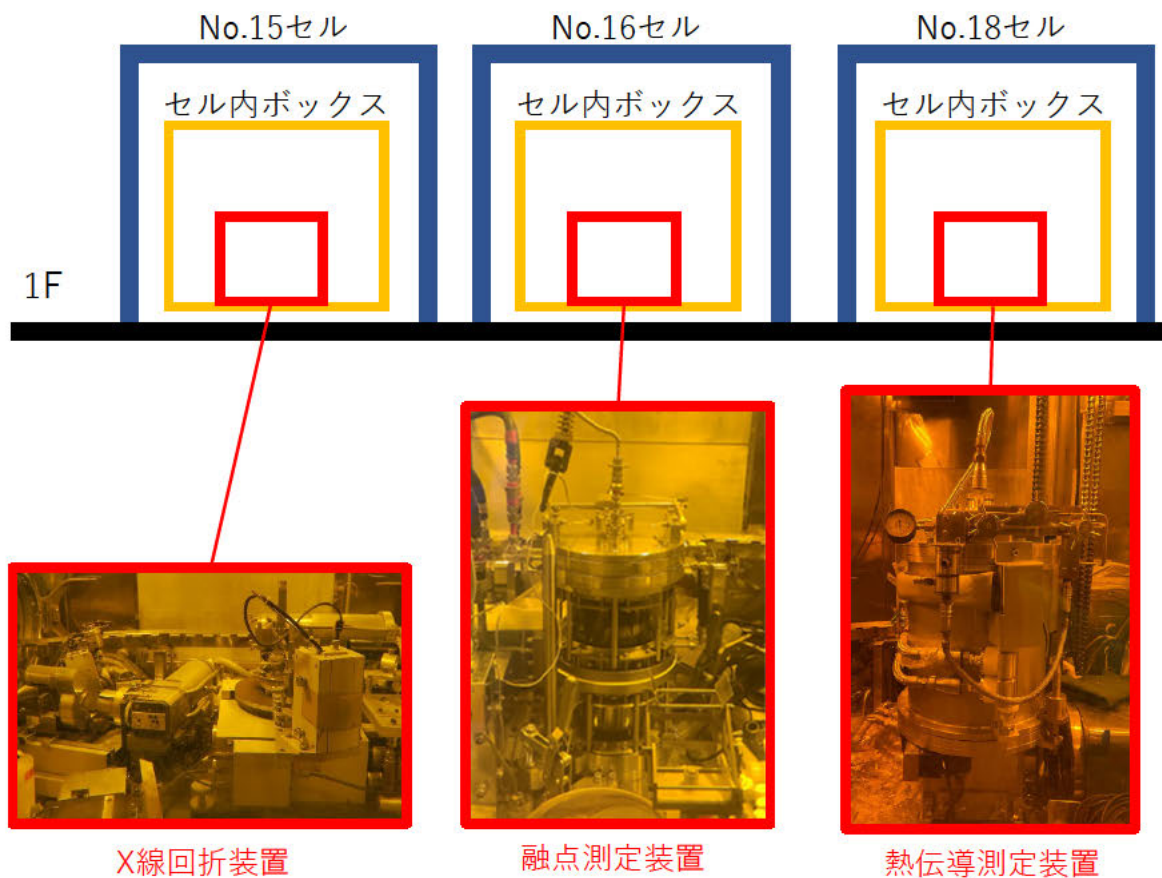 No.15セル
No.16セル
No.18セル
セル内ボックス
セル内ボックス
セル内ボックス
1F
X線回折装置
融点測定装置
熱伝導測定装置